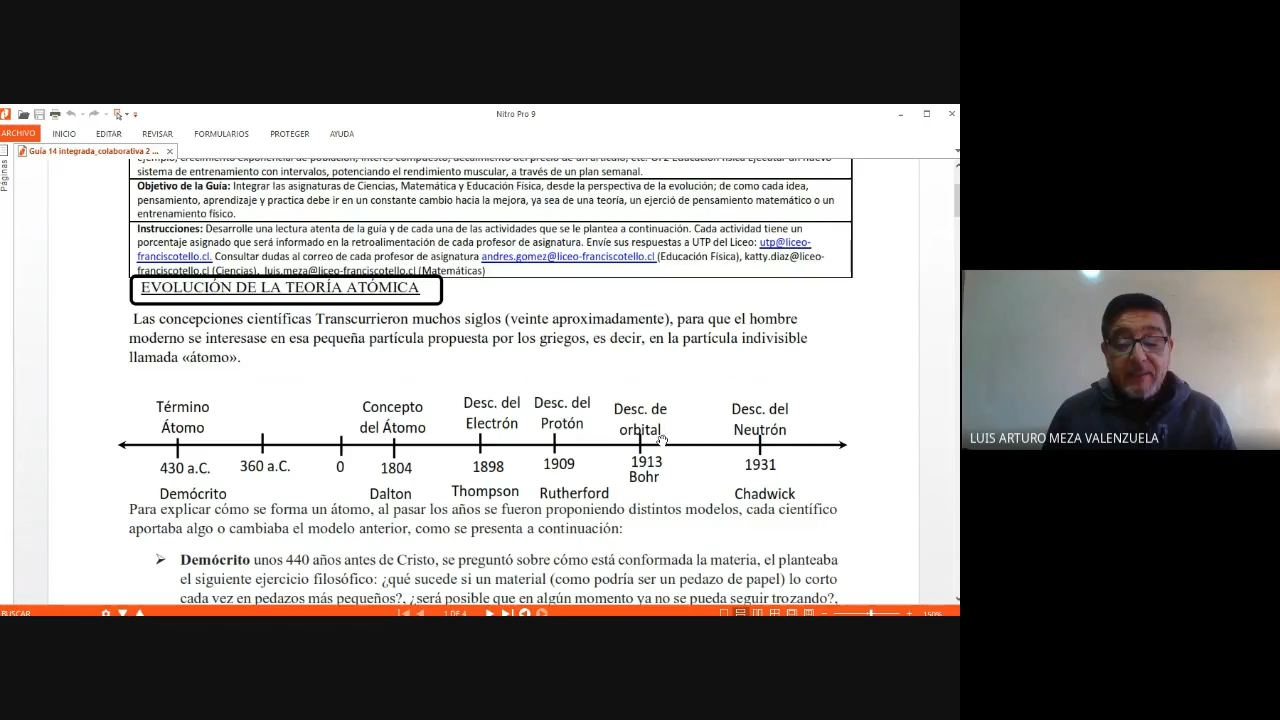 Nitro Pro 9
ARCHIVO INICIO EDITAR REVISAR FORMULARIOS PROTEGER AYUDA
Guía 14 integrada_colaborativa 2 ...
Páginas
sistema de entrenamiento con intervalos, potenciando el rendimiento muscular, a través de un plan semanal.
Objetivo de la Guía: Integrar las asignaturas de Ciencias, Matemática y Educación Física, desde la perspectiva de la evolución; de como cada idea,
pensamiento, aprendizaje y practica debe ir en un constante cambio hacia la mejora, ya sea de una teoría, un ejerció de pensamiento matemático o un
entrenamiento físico.
Instrucciones: Desarrolle una lectura atenta de la guía y de cada una de las actividades que se le plantea a continuación. Cada actividad tiene un
porcentaje asignado que será informado en la retroalimentación de cada profesor de asignatura. Envíe sus respuestas a UTP del Liceo: utp@liceo-
franciscotello.cl. Consultar dudas al correo de cada profesor de asignatura andres.gomez@liceo-franciscotello.cl (Educación Física), katty.diaz@liceo-
franciscotello.cl (Ciencias), luis.meza@liceo-franciscotello.cl (Matemáticas)
EVOLUCIÓN DE LA TEORÍA ATÓMICA
Las concepciones científicas Transcurrieron muchos siglos (veinte aproximadamente), para que el hombre
moderno se interesase en esa pequeña partícula propuesta por los griegos, es decir, en la partícula indivisible
llamada «átomo».
Término Átomo
Concepto del Átomo
Desc. del Electrón
Desc. del Protón
Desc. de orbital
Desc. del Neutrón
430 a.C. 360 a.C. 0 1804 1898 1909 1913 1931
Demócrito Dalton Thompson Rutherford Bohr Chadwick
Para explicar cómo se forma un átomo, al pasar los años se fueron proponiendo distintos modelos, cada científico
aportaba algo o cambiaba el modelo anterior, como se presenta a continuación:
Demócrito unos 440 años antes de Cristo, se preguntó sobre cómo está conformada la materia, el planteaba
el siguiente ejercicio filosófico: ¿qué sucede si un material (como podría ser un pedazo de papel) lo corto
cada vez en pedazos más pequeños?, ¿será posible que en algún momento ya no se pueda seguir trozando?,
BUSCAR
1 DE 4
150%
LUIS ARTURO MEZA VALENZUELA